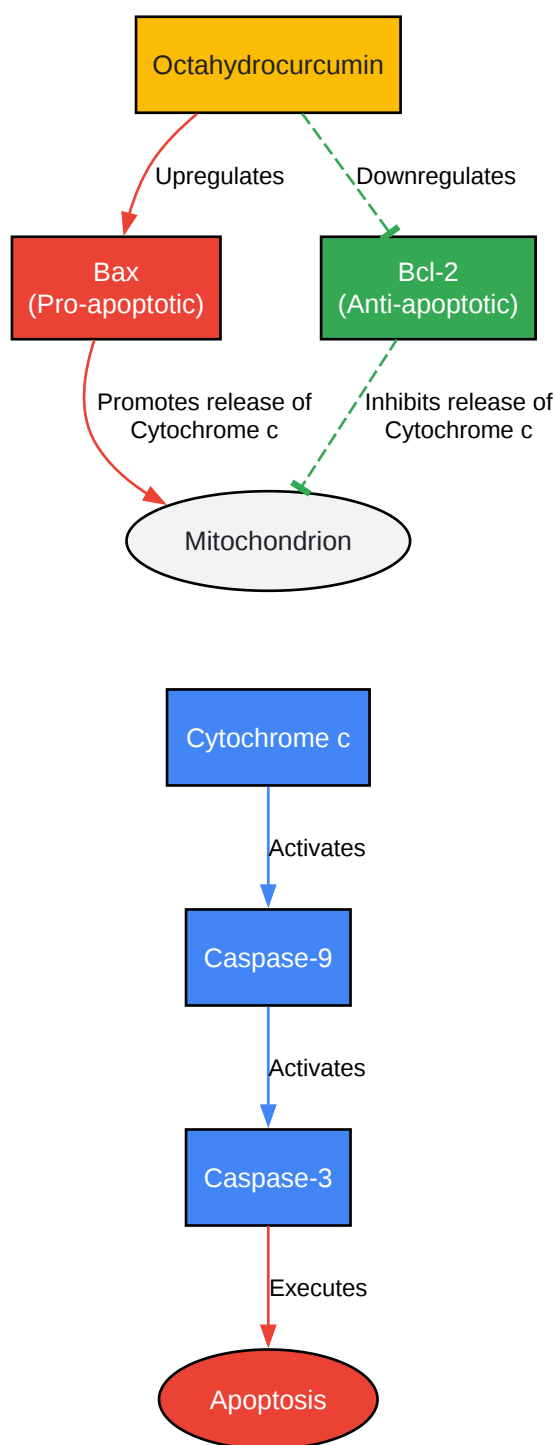 Octahydrocurcumin
Upregulates
Downregulates
Bax
(Pro-apoptotic)
Bcl-2
(Anti-apoptotic)
Promotes release of
Cytochrome c
Inhibits release of
Cytochrome c
Mitochondrion
Cytochrome c
Activates
Caspase-9
Activates
Caspase-3
Executes
Apoptosis